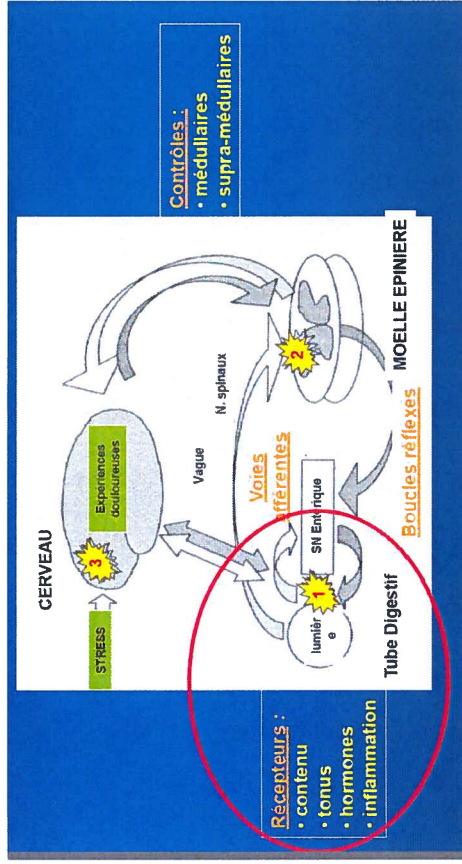 CERVEAU
STRESS
3
Expériences
douloureuses
Vague
N. spinaux
Voies
afférentes
2
1
lumièr
e
SN Entérique
Tube Digestif
MOELLE EPINIERE
Boucles réflexes
Récepteurs :
• contenu
• tonus
• hormones
• inflammation
Contrôles :
• médullaires
• supra-médullaires